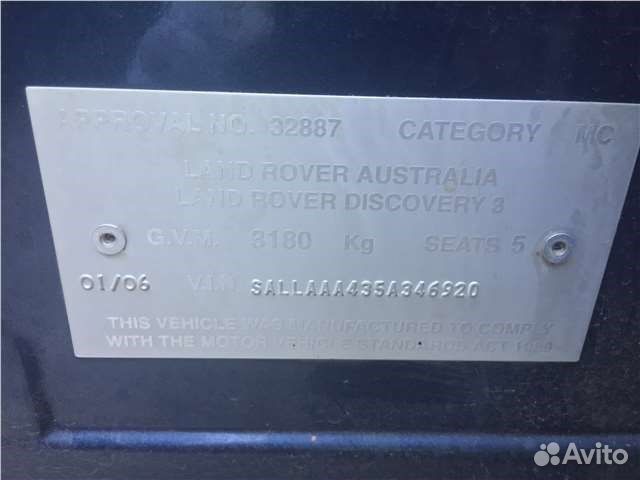 APPROVAL NO. 32887 CATEGORY MC
LAND ROVER AUSTRALIA
LAND ROVER DISCOVERY 3
G.V.M. 3180 Kg SEATS 5
01/06 V.I.N. SALLAAA435A346920
THIS VEHICLE WAS MANUFACTURED TO COMPLY
WITH THE MOTOR VEHICLE STANDARDS ACT 1989
Avito